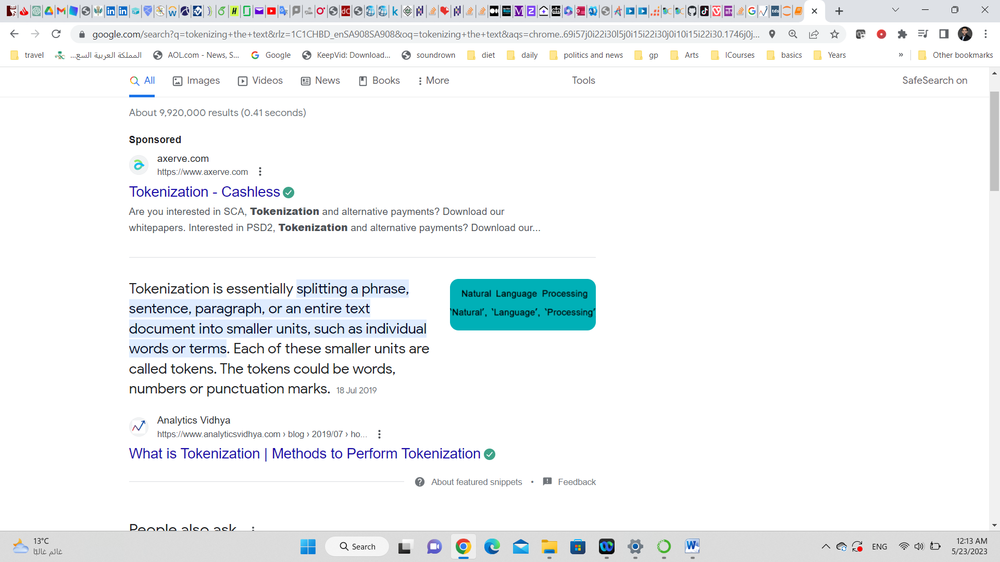 google.com/search?q=tokenizing+the+text&rlz=1C1CHBD_enSA908SA908&oq=tokenizing+the+text&aqs=chrome..69i57j0i22i30l5j0i15i22i30j0i10i15i22i30.1746j0j...
travel
المملكة العربية السع...
AOL.com - News, S...
Google
KeepVid: Download...
soundrown
diet
daily
politics and news
gp
Arts
ICourses
basics
Years
»
Other bookmarks
All
Images
Videos
News
Books
More
Tools
SafeSearch on
About 9,920,000 results (0.41 seconds)
Sponsored
axerve.com
https://www.axerve.com
Tokenization - Cashless
Are you interested in SCA, Tokenization and alternative payments? Download our
whitepapers. Interested in PSD2, Tokenization and alternative payments? Download our...
Tokenization is essentially splitting a phrase,
sentence, paragraph, or an entire text
document into smaller units, such as individual
words or terms. Each of these smaller units are
called tokens. The tokens could be words,
numbers or punctuation marks. 18 Jul 2019
Natural Language Processing
'Natural', 'Language', 'Processing'
Analytics Vidhya
https://www.analyticsvidhya.com › blog › 2019/07 › ho...
What is Tokenization | Methods to Perform Tokenization
About featured snippets • Feedback
People also ask
13°C
غائم غالبًا
Search
ENG
12:13 AM
5/23/2023